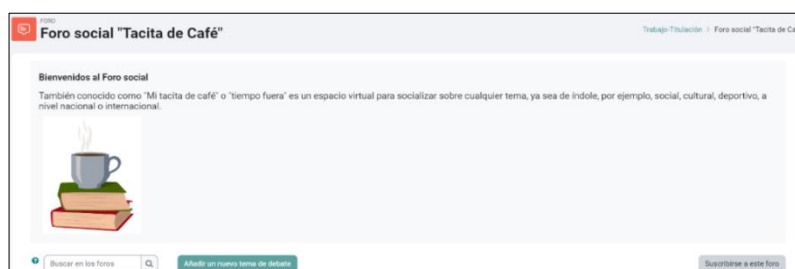 FORO
Foro social "Tacita de Café"
Trabajo-Titulación > Foro social "Tacita de Ca
Bienvenidos al Foro social
También conocido como "Mi tacita de café" o "tiempo fuera" es un espacio virtual para socializar sobre cualquier tema, ya sea de índole, por ejemplo, social, cultural, deportivo, a
nivel nacional o internacional.
Buscar en los foros
Añadir un nuevo tema de debate
Suscribirse a este foro